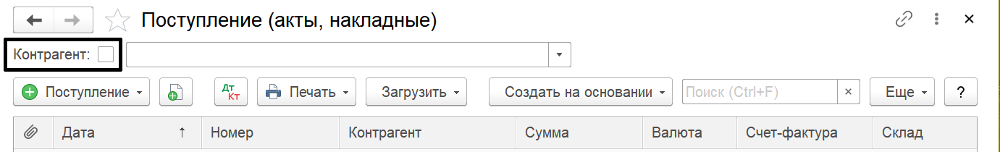 Поступление (акты, накладные)
Контрагент:
Поступление Дт Кт Печать Загрузить Создать на основании Поиск (Ctrl+F) × Еще ?
Дата ↑ Номер Контрагент Сумма Валюта Счет-фактура Склад